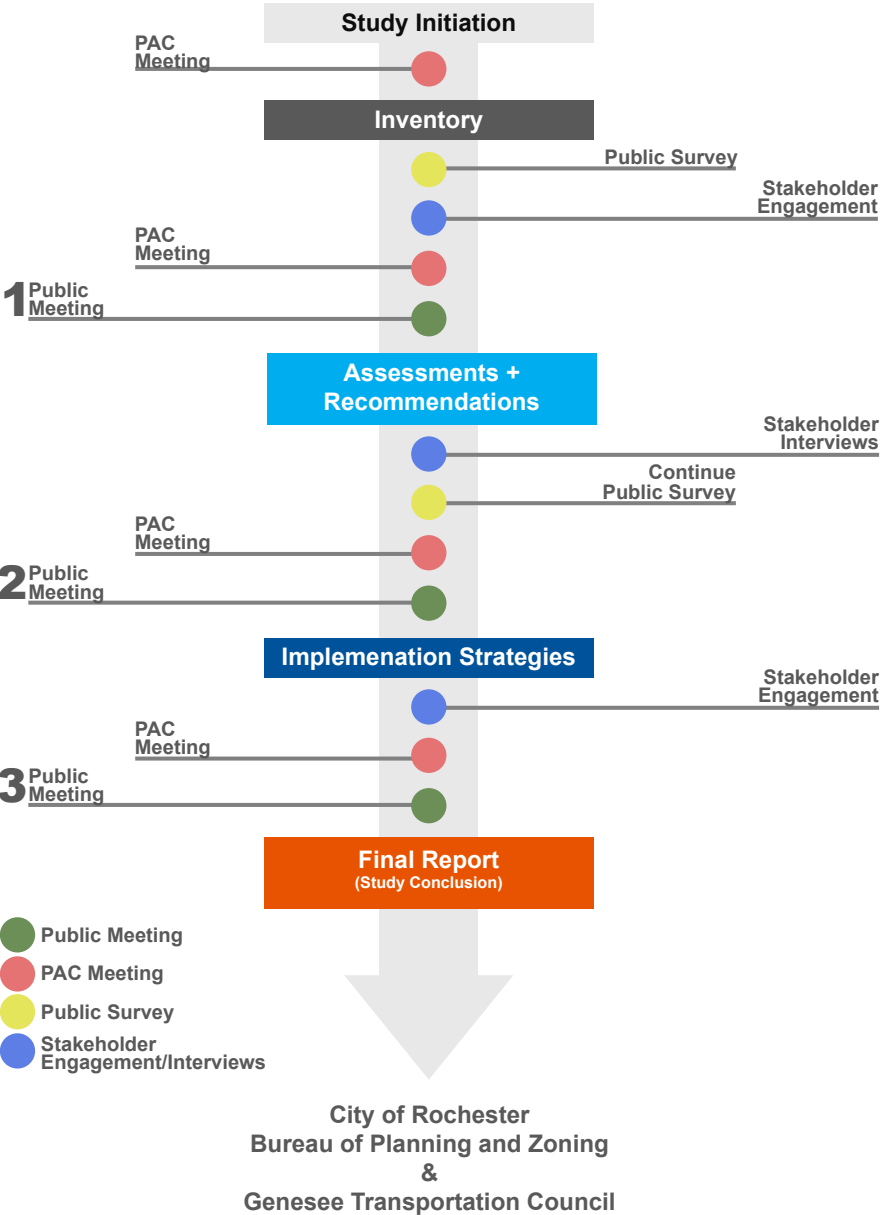 Study Initiation
PAC
Meeting
Inventory
Public Survey
Stakeholder
Engagement
PAC
Meeting
1 Public
Meeting
Assessments +
Recommendations
Stakeholder
Interviews
Continue
Public Survey
PAC
Meeting
2 Public
Meeting
Implemenation Strategies
Stakeholder
Engagement
PAC
Meeting
3 Public
Meeting
Final Report
(Study Conclusion)
Public Meeting
PAC Meeting
Public Survey
Stakeholder
Engagement/Interviews
City of Rochester
Bureau of Planning and Zoning
&
Genesee Transportation Council